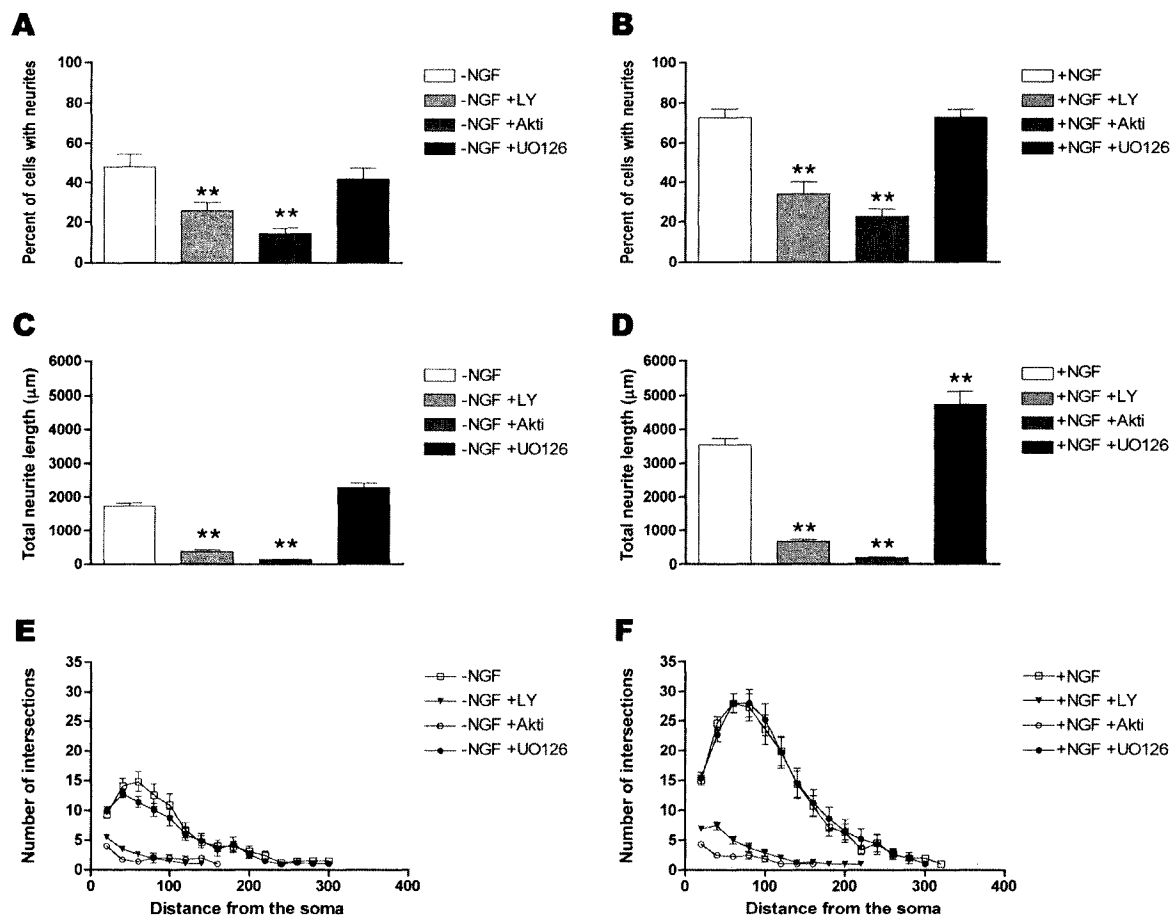 A
Percent of cells with neurites
100
80
60
40
20
0
**
**
-NGF
-NGF +LY
-NGF +Akti
-NGF +UO126
B
Percent of cells with neurites
100
80
60
40
20
0
**
**
+NGF
+NGF +LY
+NGF +Akti
+NGF +UO126
C
Total neurite length (μm)
6000
5000
4000
3000
2000
1000
0
**
**
-NGF
-NGF +LY
-NGF +Akti
-NGF +UO126
D
Total neurite length (μm)
6000
5000
4000
3000
2000
1000
0
**
**
**
+NGF
+NGF +LY
+NGF +Akti
+NGF +UO126
E
Number of intersections
35
30
25
20
15
10
5
0
0
100
200
300
400
Distance from the soma
-NGF
-NGF +LY
-NGF +Akti
-NGF +UO126
F
Number of intersections
35
30
25
20
15
10
5
0
0
100
200
300
400
Distance from the soma
+NGF
+NGF +LY
+NGF +Akti
+NGF +UO126